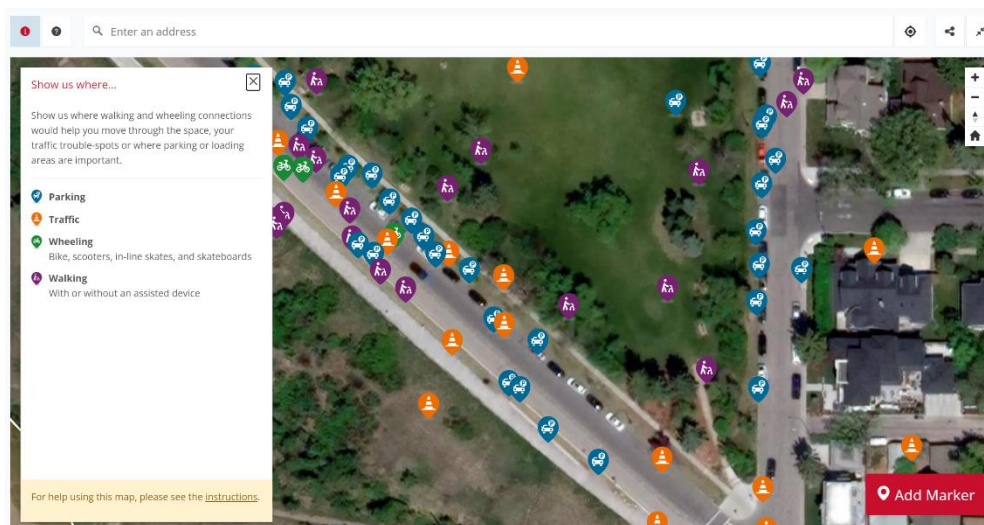 Enter an address
Show us where...
Show us where walking and wheeling connections
would help you move through the space, your
traffic trouble-spots or where parking or loading
areas are important.
Parking
Traffic
Wheeling
Bike, scooters, in-line skates, and skateboards
Walking
With or without an assisted device
For help using this map, please see the instructions.
Add Marker